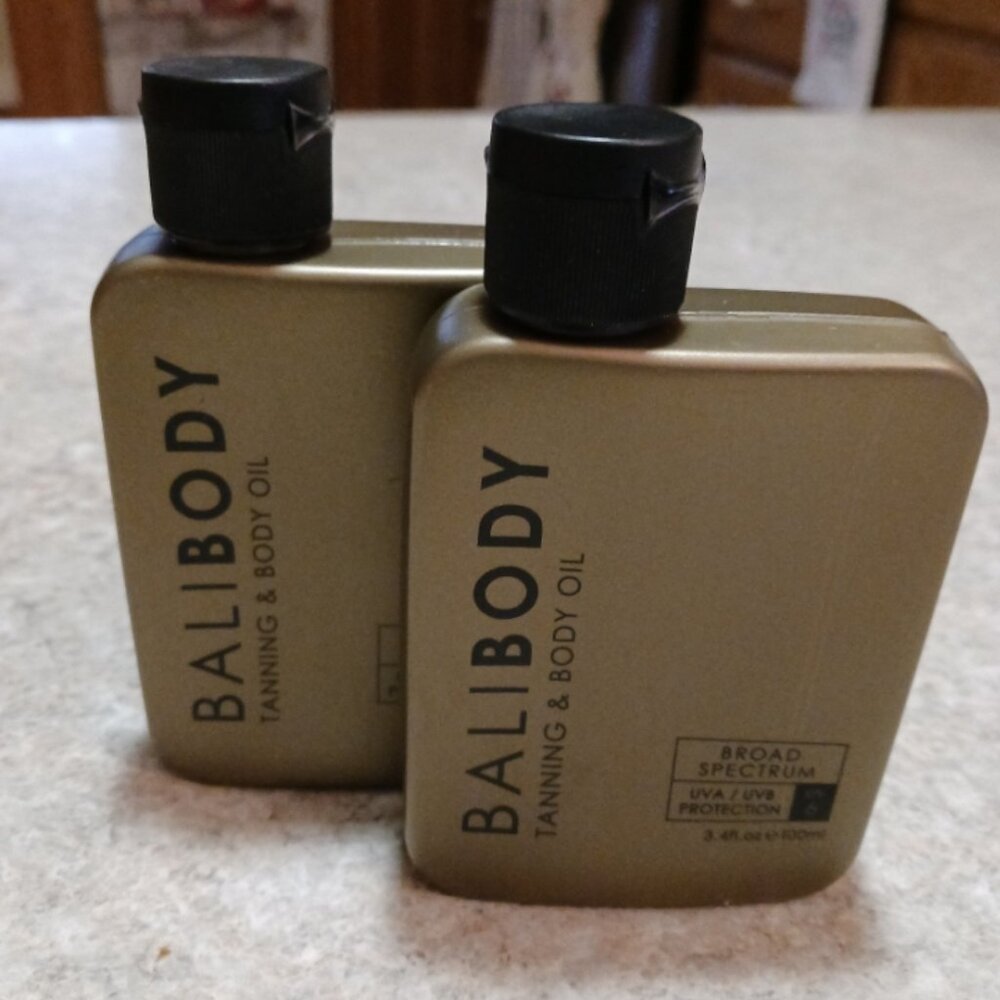 BALIBODY
TANNING & BODY OIL
BALIBODY
TANNING & BODY OIL
BROAD
SPECTRUM
UVA / UVB
PROTECTION
3.4fl.oz e 100ml